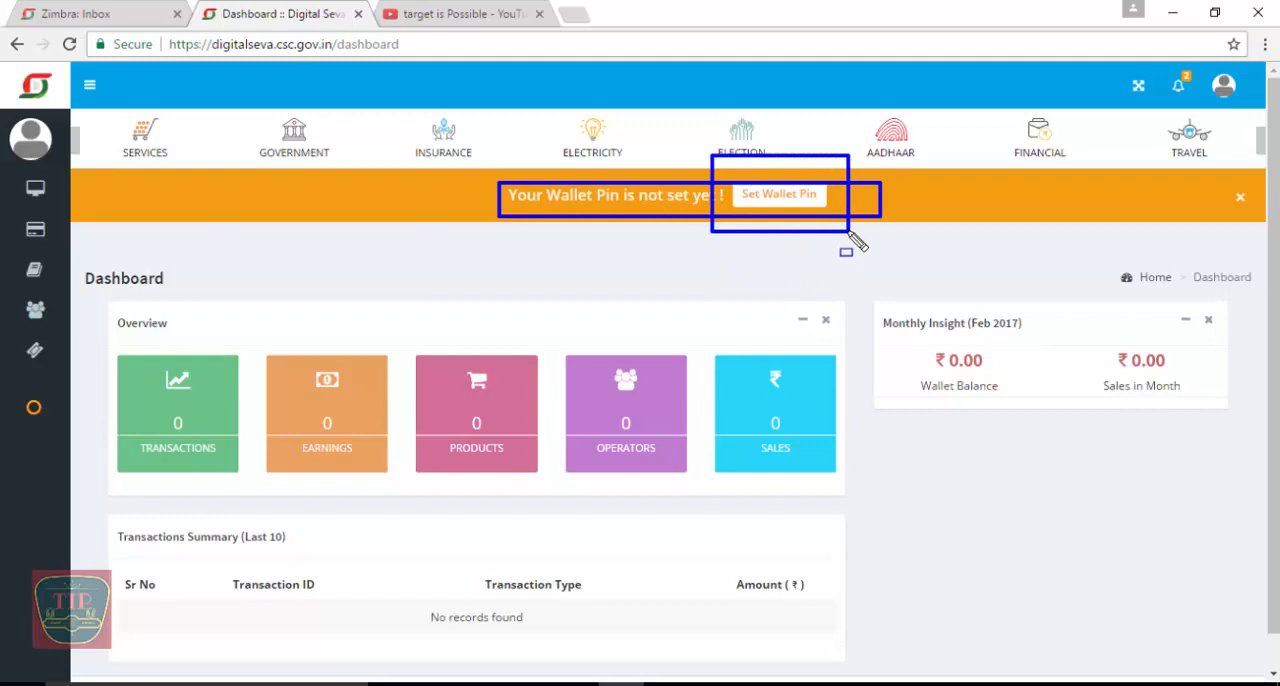 Zimbra: Inbox
Dashboard :: Digital Seva
target is Possible - YouTu
Secure | https://digitalseva.csc.gov.in/dashboard
2
SERVICES GOVERNMENT INSURANCE ELECTRICITY ELECTION AADHAAR FINANCIAL TRAVEL
Your Wallet Pin is not set yet ! Set Wallet Pin
Dashboard
Home > Dashboard
Overview
0 0 0 0 0
TRANSACTIONS EARNINGS PRODUCTS OPERATORS SALES
Monthly Insight (Feb 2017)
₹ 0.00 ₹ 0.00
Wallet Balance Sales in Month
Transactions Summary (Last 10)
Sr No Transaction ID Transaction Type Amount ( ₹ )
No records found
TIP